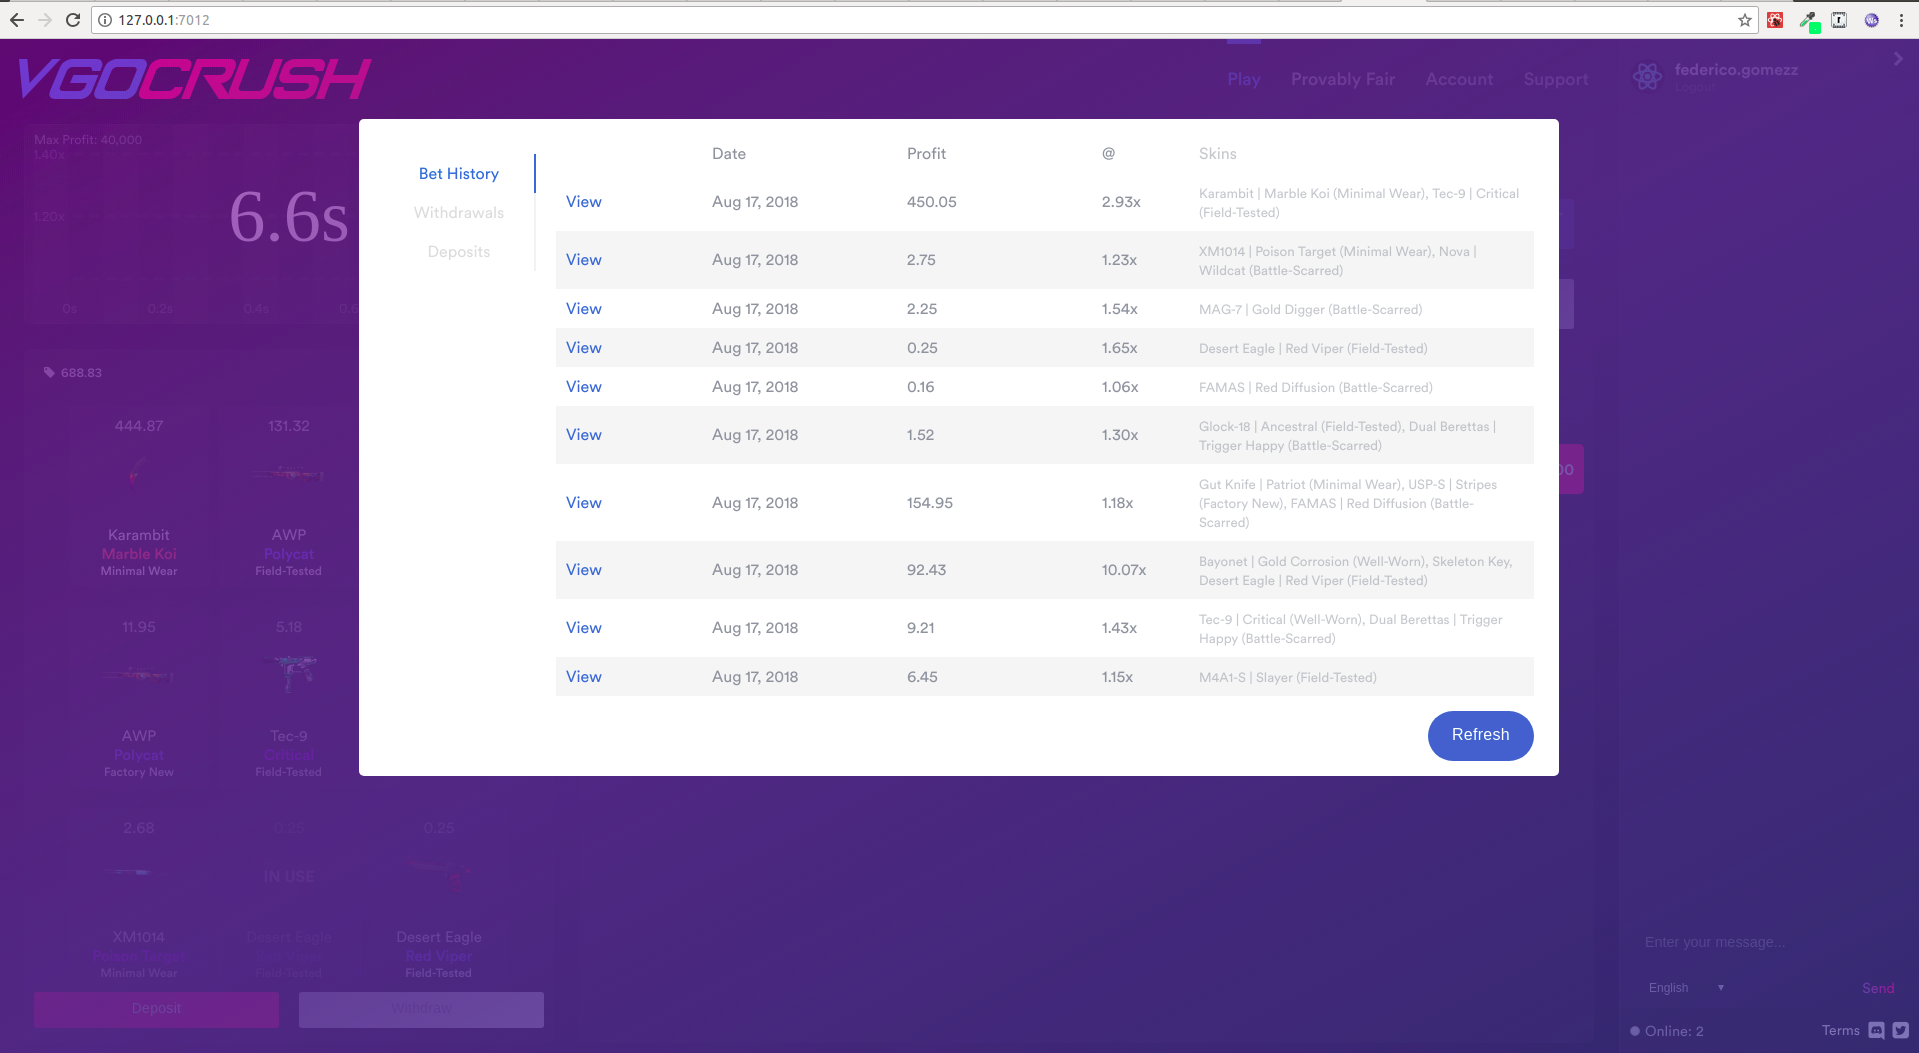 127.0.0.1:7012
VGOCRUSH
Play Provably Fair Account Support
federico.gomezz
Logout
Max Profit: 40,000
1.40x
1.20x
6.6s
0s 0.2s 0.4s
688.83
444.87 131.32
Karambit AWP
Marble Koi Polycat
Minimal Wear Field-Tested
11.95 5.18
AWP Tec-9
Polycat Critical
Factory New Field-Tested
2.68 0.25 0.25
IN USE
XM1014 Desert Eagle Desert Eagle
Poison Target Red Viper Red Viper
Minimal Wear Field-Tested Field-Tested
Deposit Withdraw
Bet History
Withdrawals
Deposits
Date Profit @ Skins
View Aug 17, 2018 450.05 2.93x Karambit | Marble Koi (Minimal Wear), Tec-9 | Critical
(Field-Tested)
View Aug 17, 2018 2.75 1.23x XM1014 | Poison Target (Minimal Wear), Nova |
Wildcat (Battle-Scarred)
View Aug 17, 2018 2.25 1.54x MAG-7 | Gold Digger (Battle-Scarred)
View Aug 17, 2018 0.25 1.65x Desert Eagle | Red Viper (Field-Tested)
View Aug 17, 2018 0.16 1.06x FAMAS | Red Diffusion (Battle-Scarred)
View Aug 17, 2018 1.52 1.30x Glock-18 | Ancestral (Field-Tested), Dual Berettas |
Trigger Happy (Battle-Scarred)
View Aug 17, 2018 154.95 1.18x Gut Knife | Patriot (Minimal Wear), USP-S | Stripes
(Factory New), FAMAS | Red Diffusion (Battle-
Scarred)
View Aug 17, 2018 92.43 10.07x Bayonet | Gold Corrosion (Well-Worn), Skeleton Key,
Desert Eagle | Red Viper (Field-Tested)
View Aug 17, 2018 9.21 1.43x Tec-9 | Critical (Well-Worn), Dual Berettas | Trigger
Happy (Battle-Scarred)
View Aug 17, 2018 6.45 1.15x M4A1-S | Slayer (Field-Tested)
Refresh
Enter your message...
English
Send
Online: 2
Terms